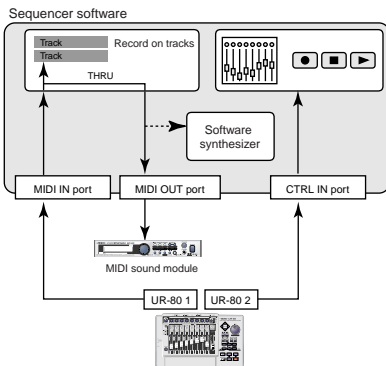 Sequencer software
Track
Record on tracks
Track
THRU
Software
synthesizer
MIDI IN port
MIDI OUT port
CTRL IN port
MIDI sound module
UR-80 1
UR-80 2